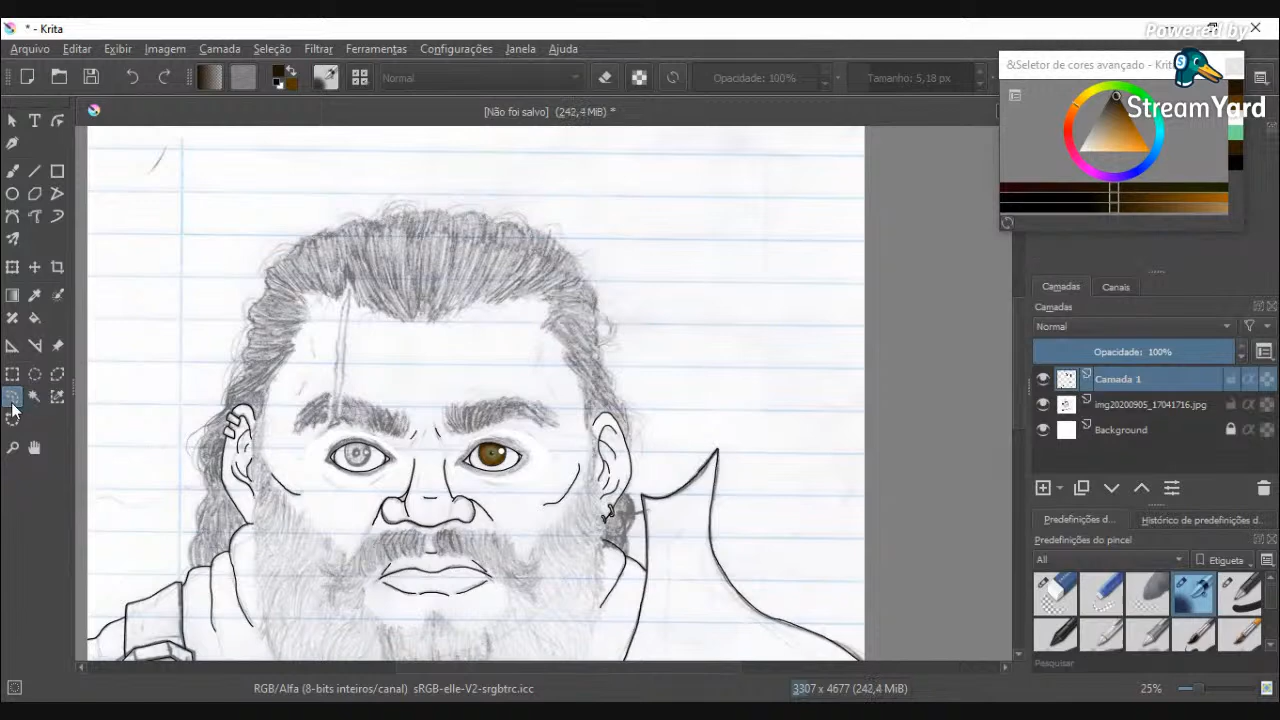 * - Krita
Powered by
Arquivo Editar Exibir Imagem Camada Seleção Filtrar Ferramentas Configurações Janela Ajuda
&Seletor de cores avançado - Krita
Normal Opacidade: 100% Tamanho: 5,18 px
StreamYard
[Não foi salvo] (242,4 MiB) *
Camadas Canais
Camadas
Normal
Opacidade: 100%
Camada 1
img20200905_17041716.jpg
Background
Predefinições d... Histórico de predefinições d...
Predefinições do pincel
All Etiqueta
Pesquisar
RGB/Alfa (8-bits inteiros/canal) sRGB-elle-V2-srgbtrc.icc 3307 x 4677 (242,4 MiB) 25%